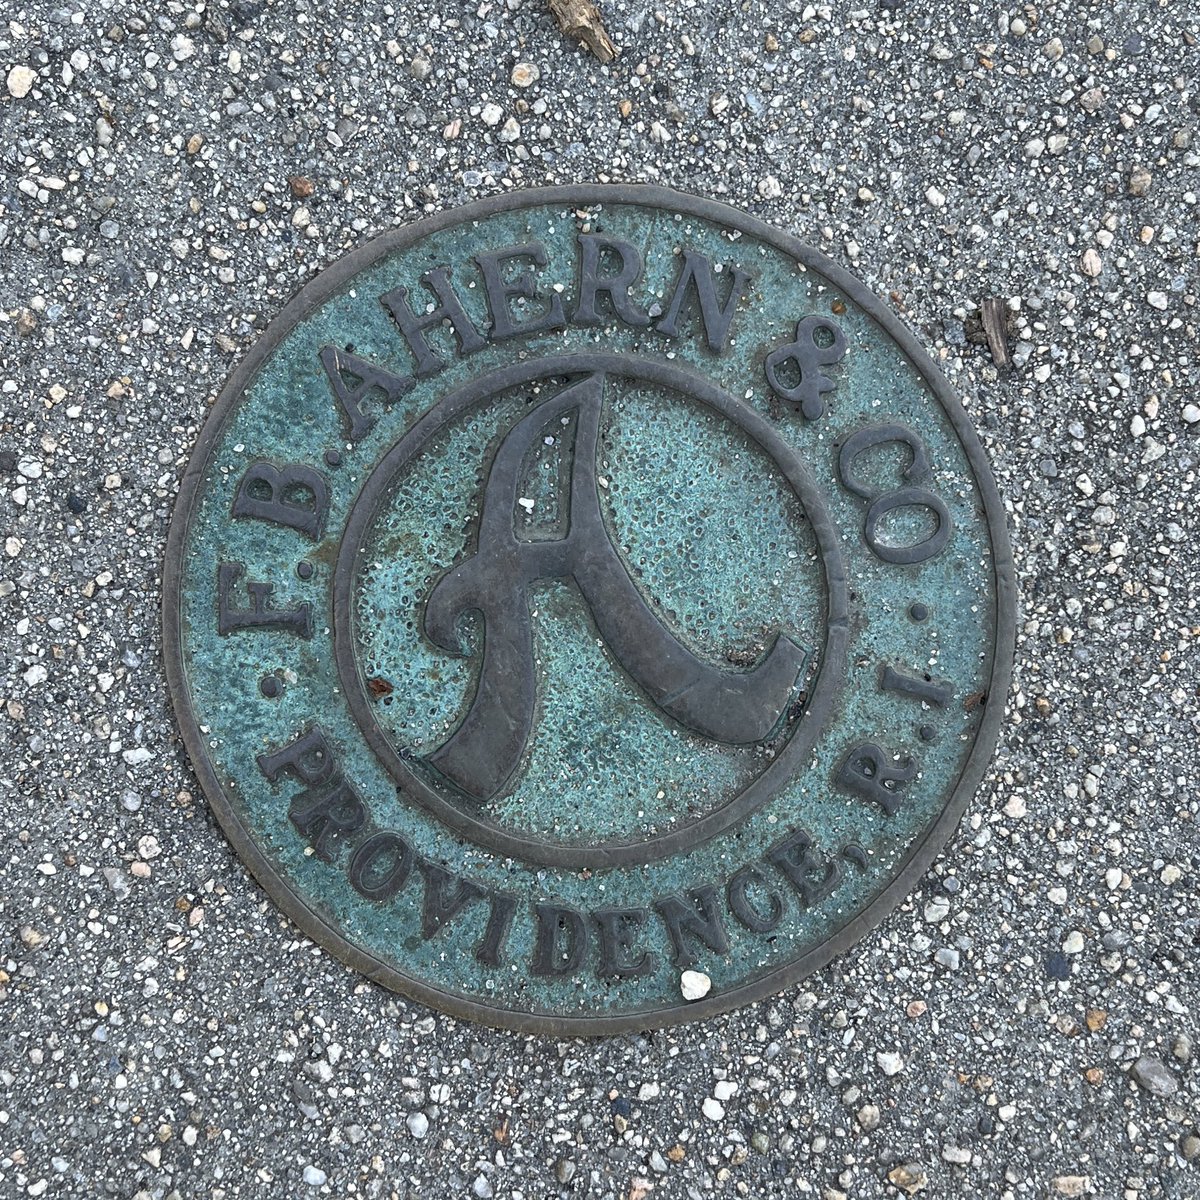 F.B. AHERN & CO
A
PROVIDENCE, R.I.